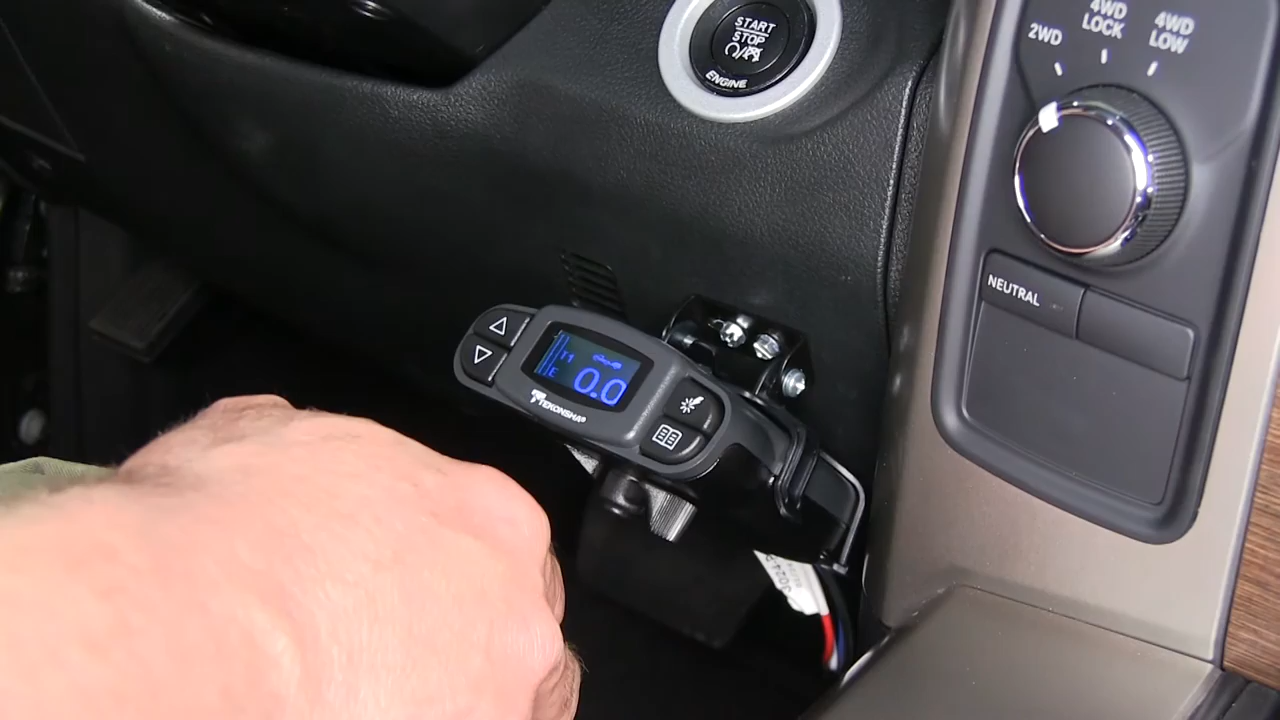 START
STOP
ENGINE
2WD
4WD
LOCK
4WD
LOW
NEUTRAL
T1
E
0.0
TEKONSHA®